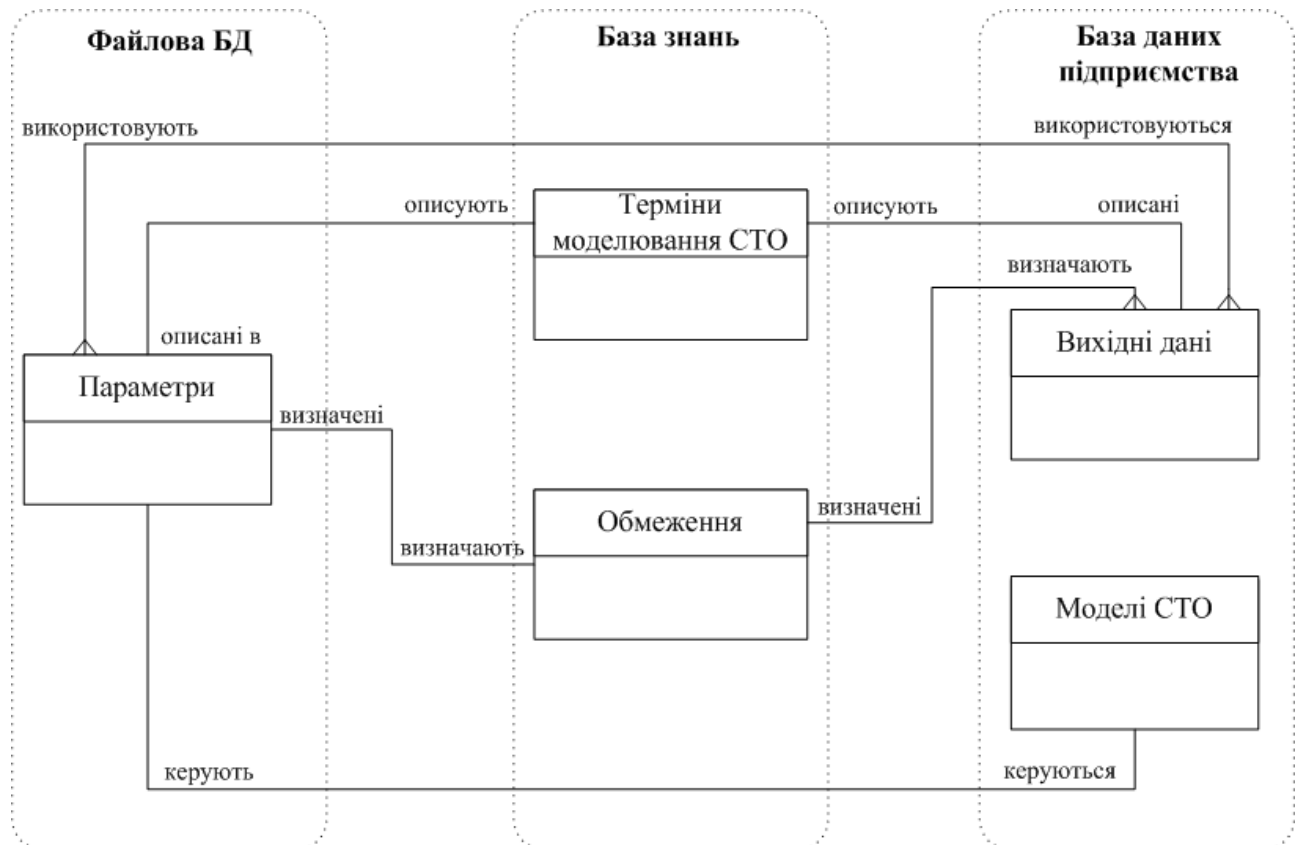 Файлова БД
База знань
База даних
підприємства
використовують
використовуються
описують
Терміни
моделювання СТО
описують
описані
визначають
описані в
Параметри
Вихідні дані
визначені
Обмеження
визначені
визначають
Моделі СТО
керують
керуються